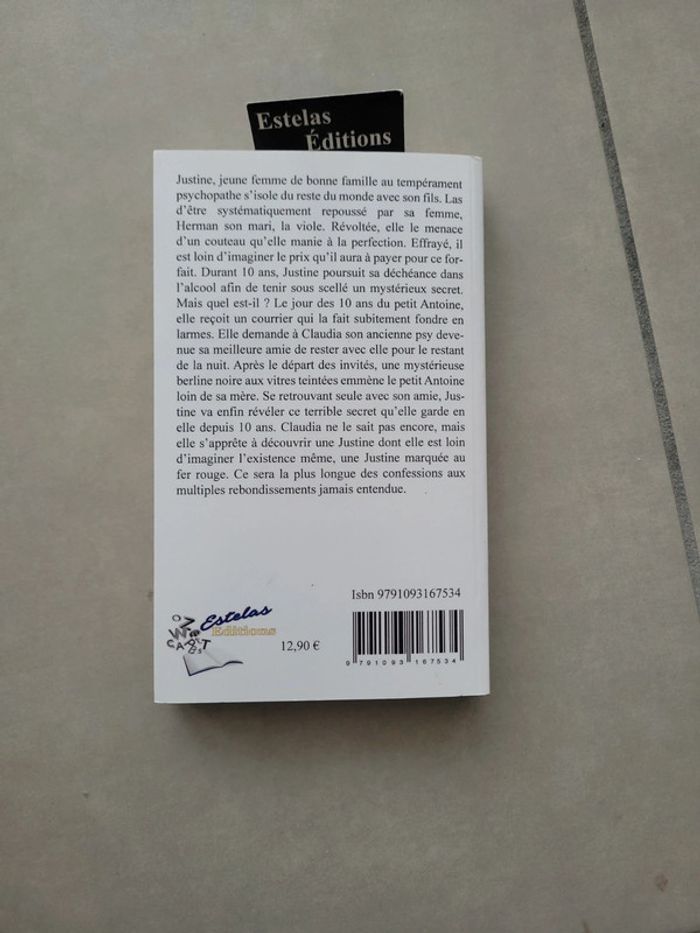 Estelas
Éditions
Justine, jeune femme de bonne famille au tempérament
psychopathe s'isole du reste du monde avec son fils. Las
d'être systématiquement repoussé par sa femme,
Herman son mari, la viole. Révoltée, elle le menace
d'un couteau qu'elle manie à la perfection. Effrayé, il
est loin d'imaginer le prix qu'il aura à payer pour ce for-
fait. Durant 10 ans, Justine poursuit sa déchéance dans
l'alcool afin de tenir sous scellé un mystérieux secret.
Mais quel est-il ? Le jour des 10 ans du petit Antoine,
elle reçoit un courrier qui la fait subitement fondre en
larmes. Elle demande à Claudia son ancienne psy deve-
nue sa meilleure amie de rester avec elle pour le restant
de la nuit. Après le départ des invités, une mystérieuse
berline noire aux vitres teintées emmène le petit Antoine
loin de sa mère. Se retrouvant seule avec son amie, Jus-
tine va enfin révéler ce terrible secret qu'elle garde en
elle depuis 10 ans. Claudia ne le sait pas encore, mais
elle s'apprête à découvrir une Justine dont elle est loin
d'imaginer l'existence même, une Justine marquée au
fer rouge. Ce sera la plus longue des confessions aux
multiples rebondissements jamais entendue.
Isbn 9791093167534
Estelas
Editions
12,90 €
9 791093 167534